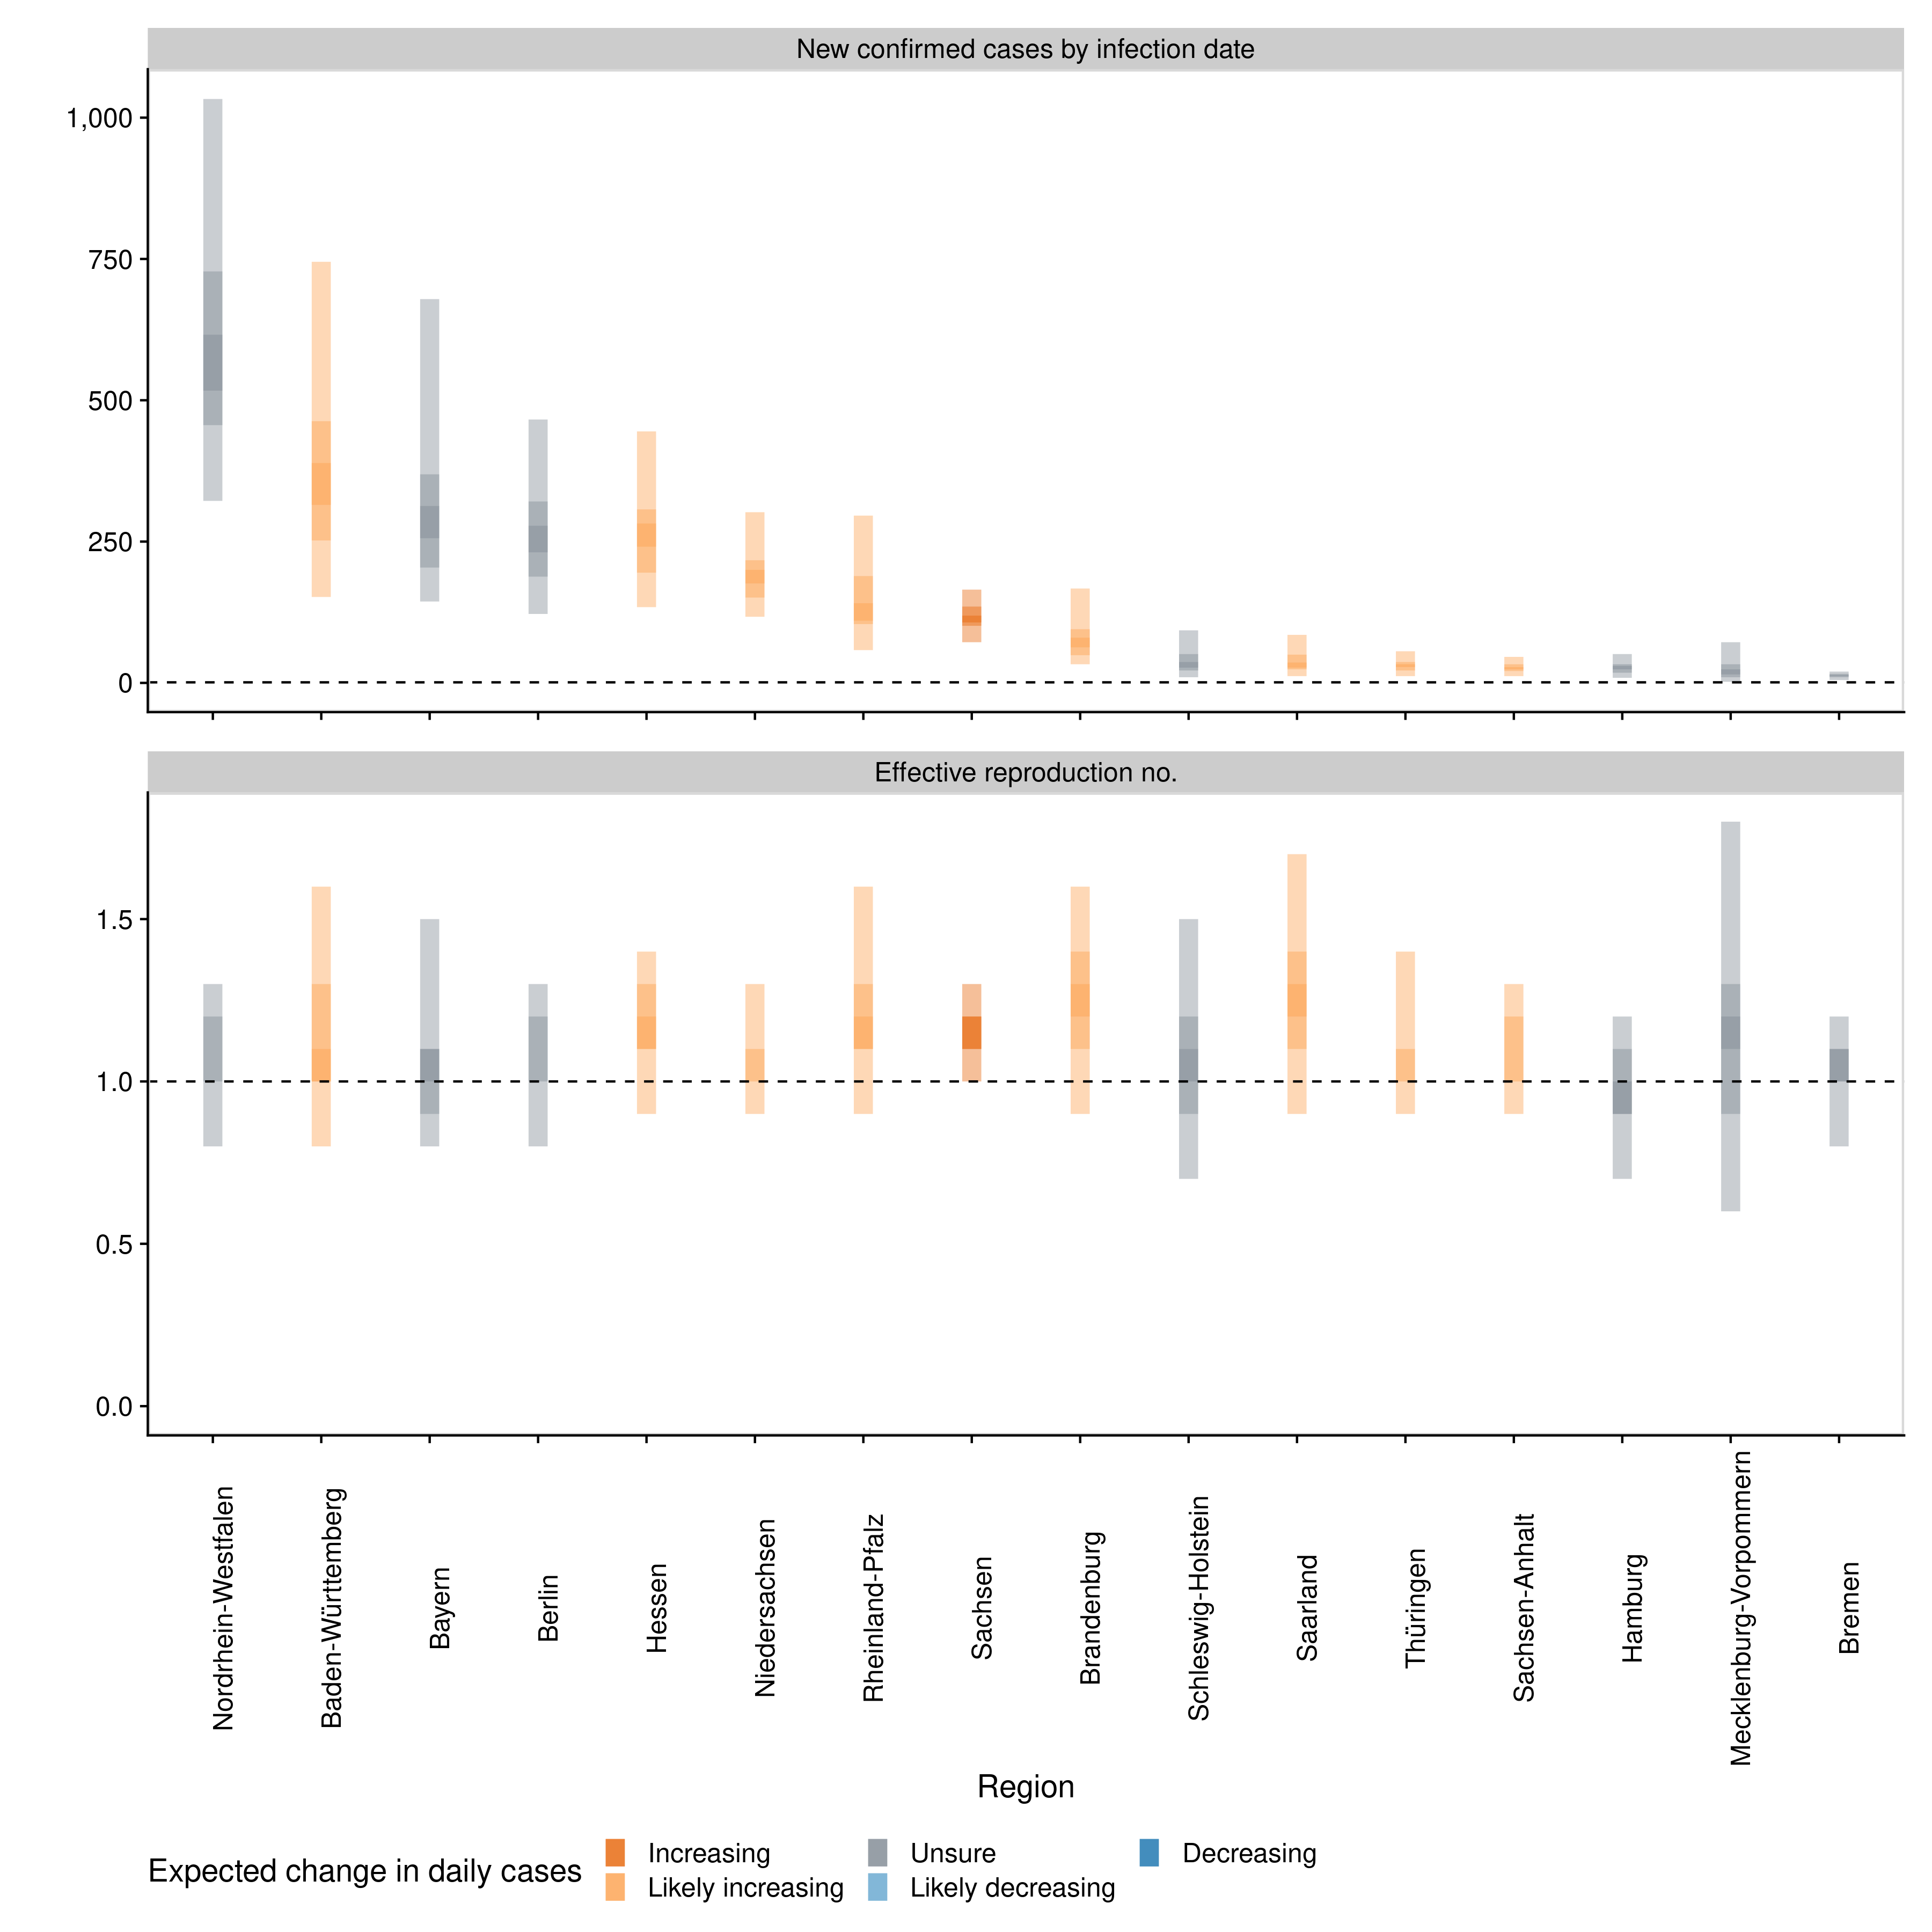 New confirmed cases by infection date
1,000
750
500
250
0
Effective reproduction no.
1.5
1.0
0.5
0.0
Nordrhein-Westfalen
Baden-Württemberg
Bayern
Berlin
Hessen
Niedersachsen
Rheinland-Pfalz
Sachsen
Brandenburg
Schleswig-Holstein
Saarland
Thüringen
Sachsen-Anhalt
Hamburg
Mecklenburg-Vorpommern
Bremen
Region
Expected change in daily cases
Increasing
Likely increasing
Unsure
Likely decreasing
Decreasing